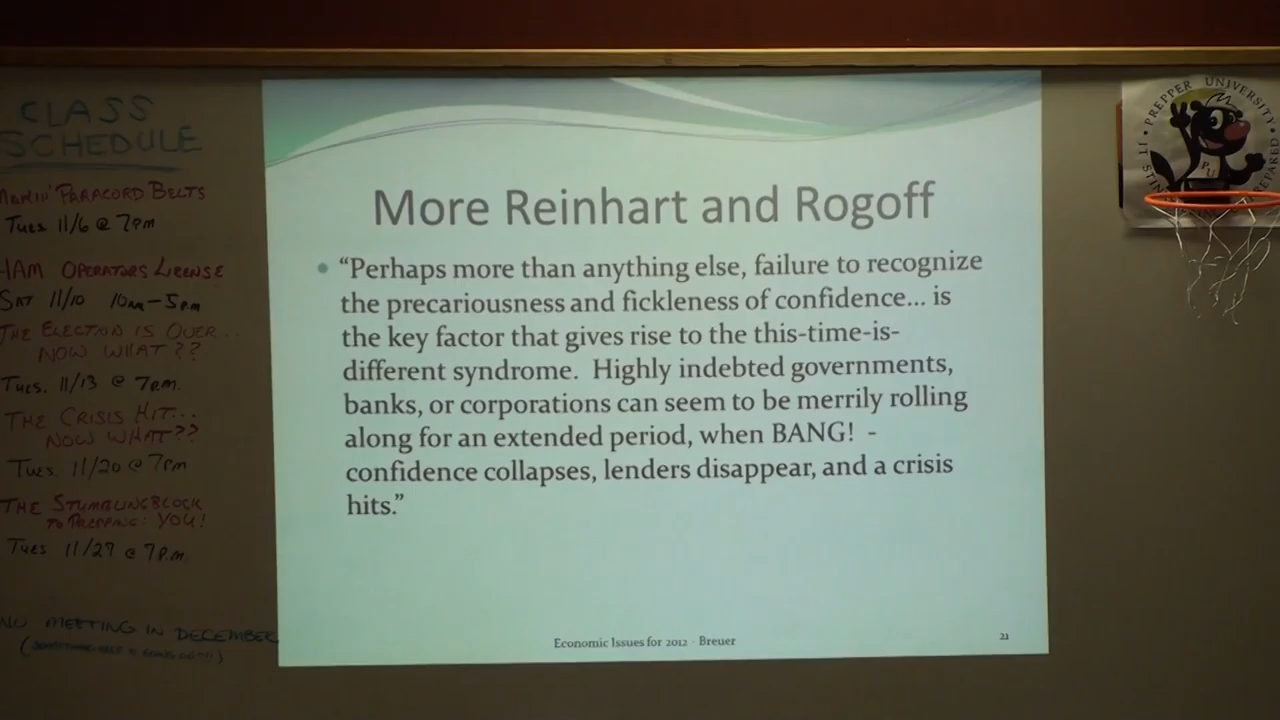 CLASS
SCHEDULE
PARACORD BELTS
Tues 11/6 @ 7pm
HAM OPERATORS LICENSE
SAT 11/10 10am-5pm
THE ELECTION IS OVER...
NOW WHAT??
Tues. 11/13 @ 7pm.
THE CRISIS HIT...
NOW WHAT??
Tues. 11/20 @ 7pm
THE STUMBLINGBLOCK
TO PREPPING: YOU!
Tues 11/27 @ 7pm
NO MEETING IN DECEMBER
More Reinhart and Rogoff
“Perhaps more than anything else, failure to recognize
the precariousness and fickleness of confidence... is
the key factor that gives rise to the this-time-is-
different syndrome. Highly indebted governments,
banks, or corporations can seem to be merrily rolling
along for an extended period, when BANG! -
confidence collapses, lenders disappear, and a crisis
hits.”
Economic Issues for 2012 Breuer
21
• PREPPER UNIVERSITY •
PU